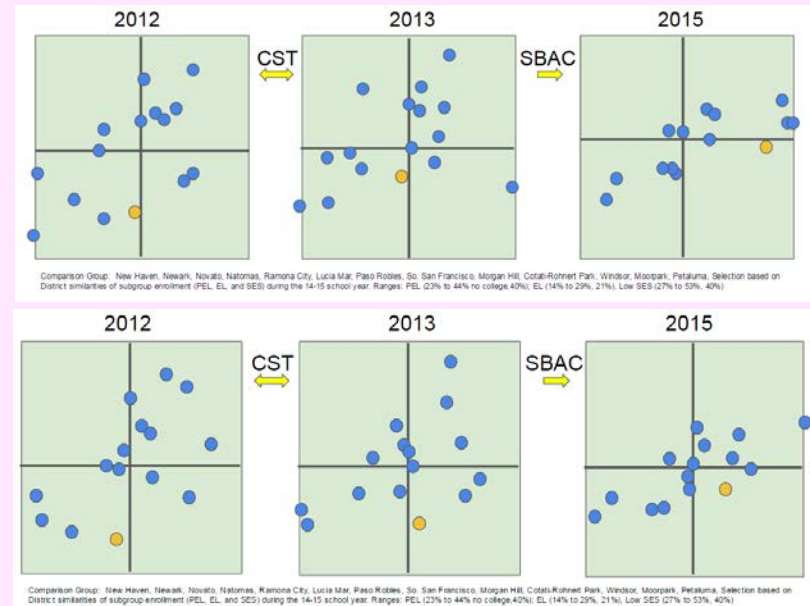 2012 2013 2015
CST SBAC
Comparison Group: New Haven, Newark, Novato, Natomas, Ramona City, Lucia Mar, Paso Robles, So. San Francisco, Morgan Hill, Cotati-Rohnert Park, Windsor, Moorpark; Petaluma, Selection based on
District similarities of subgroup enrollment (PEL, EL, and SES) during the 14-15 school year. Ranges: PEL (23% to 44% no college,40%); EL (14% to 29%, 21%), Low SES (27% to 53%, 40%)
2012 2013 2015
CST SBAC
Comparison Group: New Haven, Newark, Novato, Natomas, Ramona City, Lucia Mar, Paso Robles, So. San Francisco, Morgan Hill, Cotati-Rohnert Park, Windsor, Moorpark; Petaluma, Selection based on
District similarities of subgroup enrollment (PEL, EL, and SES) during the 14-15 school year. Ranges: PEL (23% to 44% no college,40%); EL (14% to 29%, 21%), Low SES (27% to 53%, 40%)